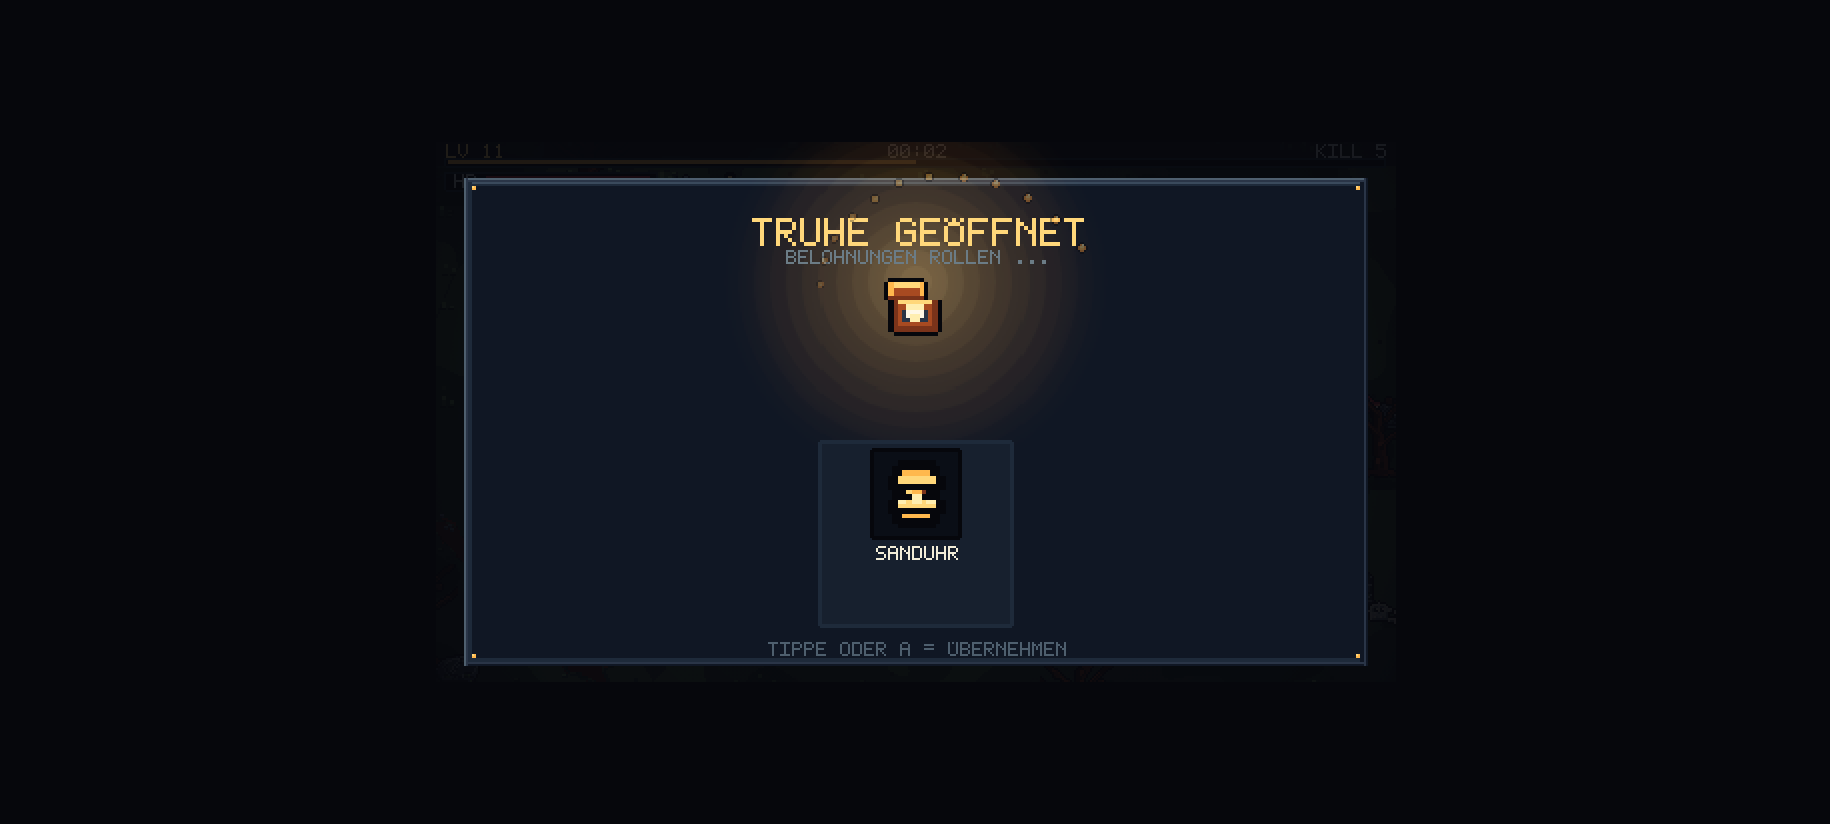 LV 11
00:02
KILL 5
TRUHE GEÖFFNET
BELOHNUNGEN ROLLEN ...
SANDUHR
TIPPE ODER A = ÜBERNEHMEN